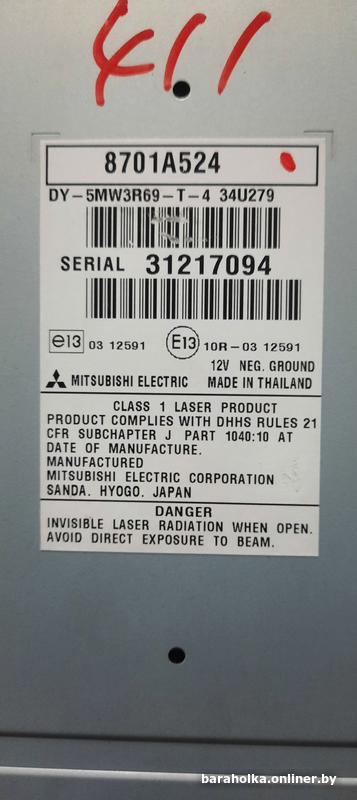 411
8701A524
DY-5MW3R69-T-4 34U279
SERIAL 31217094
e13 03 12591 E13 10R-03 12591
12V NEG. GROUND
MITSUBISHI ELECTRIC MADE IN THAILAND
CLASS 1 LASER PRODUCT
PRODUCT COMPLIES WITH DHHS RULES 21
CFR SUBCHAPTER J PART 1040:10 AT
DATE OF MANUFACTURE.
MANUFACTURED
MITSUBISHI ELECTRIC CORPORATION
SANDA. HYOGO. JAPAN
DANGER
INVISIBLE LASER RADIATION WHEN OPEN.
AVOID DIRECT EXPOSURE TO BEAM.
baraholka.onliner.by